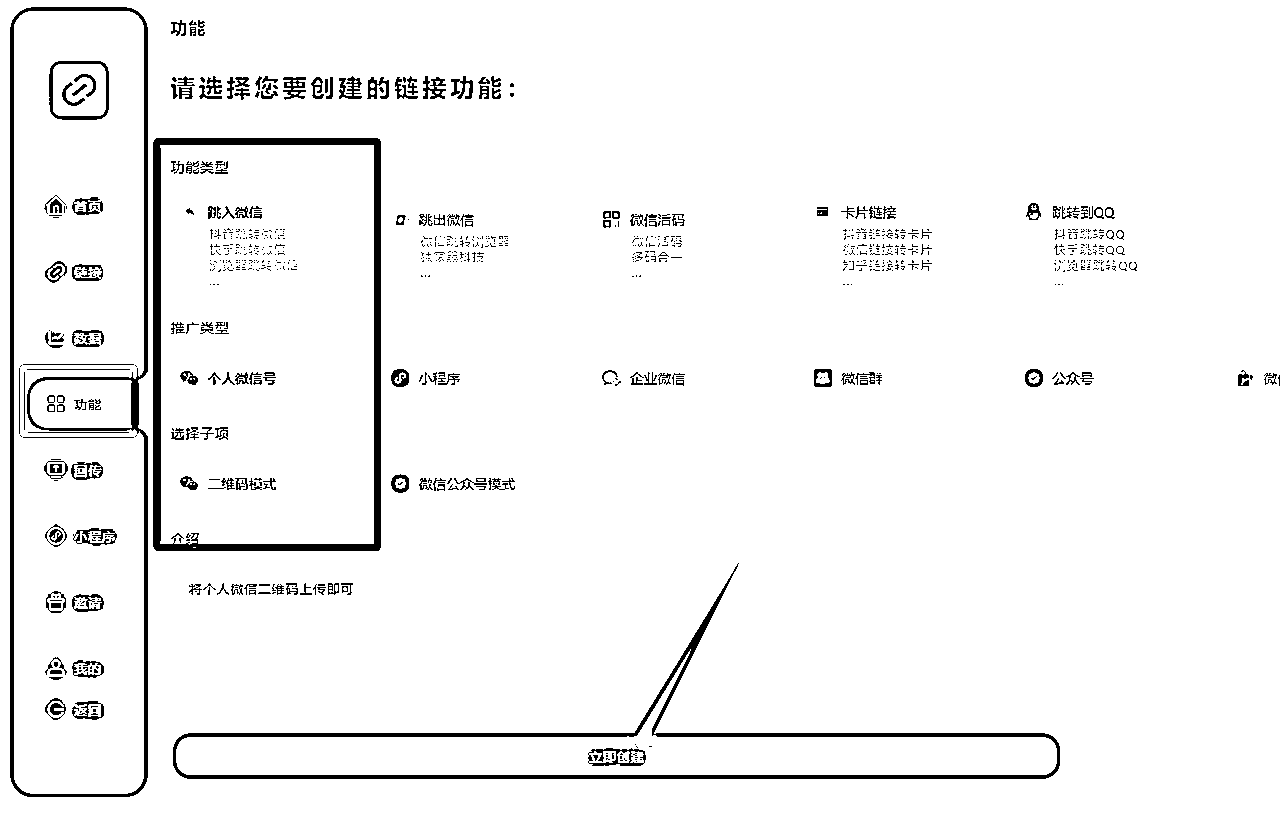 功能
请选择您要创建的链接功能：
首页
链接
数据
功能
回传
小程序
邀请
我的
返回
功能类型
跳入微信
抖音跳转微信
快手跳转微信
浏览器跳转微信
...
跳出微信
微信跳转浏览器
独家黑科技
...
微信活码
微信活码
多码合一
...
卡片链接
抖音链接转卡片
微信链接转卡片
知乎链接转卡片
...
跳转到QQ
抖音跳转QQ
快手跳转QQ
浏览器跳转QQ
...
推广类型
个人微信号
小程序
企业微信
微信群
公众号
微信
选择子项
二维码模式
微信公众号模式
介绍
将个人微信二维码上传即可
立即创建